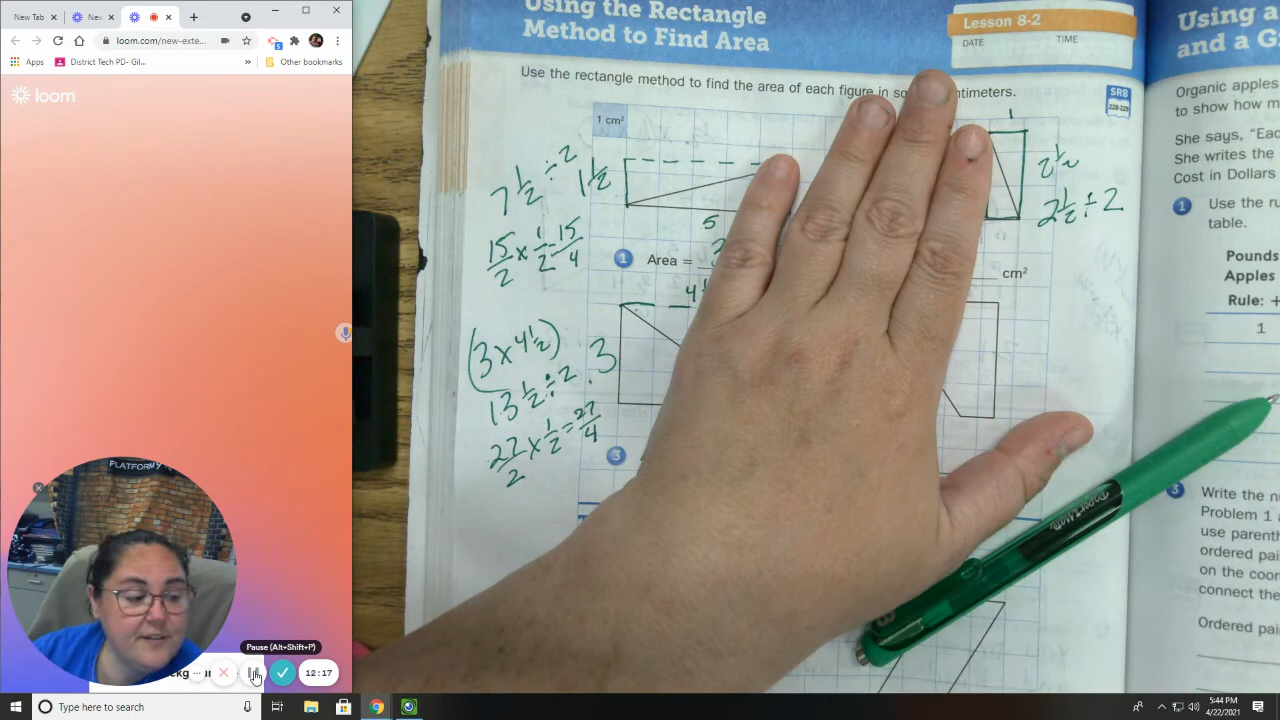 New Tab
Nev
loom.com/new-exte...
Apps
District Tech PD- Gil...
»
Other bookmarks
loom
PLATFORM
Pause (Alt+Shift+P)
12:17
Type here to search
5:44 PM
4/22/2021
Using the Rectangle
Method to Find Area
Lesson 8-2
DATE
TIME
Use the rectangle method to find the area of each figure in
SRB
228-229
1 cm²
7 1/2 ÷ 2
1 1/2
15/2 × 1/2 = 15/4
5
1
2 1/2
2 1/2 ÷ 2
1 Area =
cm²
(3 × 4 1/2)
3
13 1/2 ÷ 2
27/2 × 1/2 = 27/4
3
Using a
and a G
Organic apples
to show how m
She says, "Eac
She writes the
Cost in Dollars
1 Use the ru
table.
Pounds
Apples
Rule: +
1
3 Write the n
Problem 1
use parenth
ordered pai
on the coor
connect the
Ordered pai